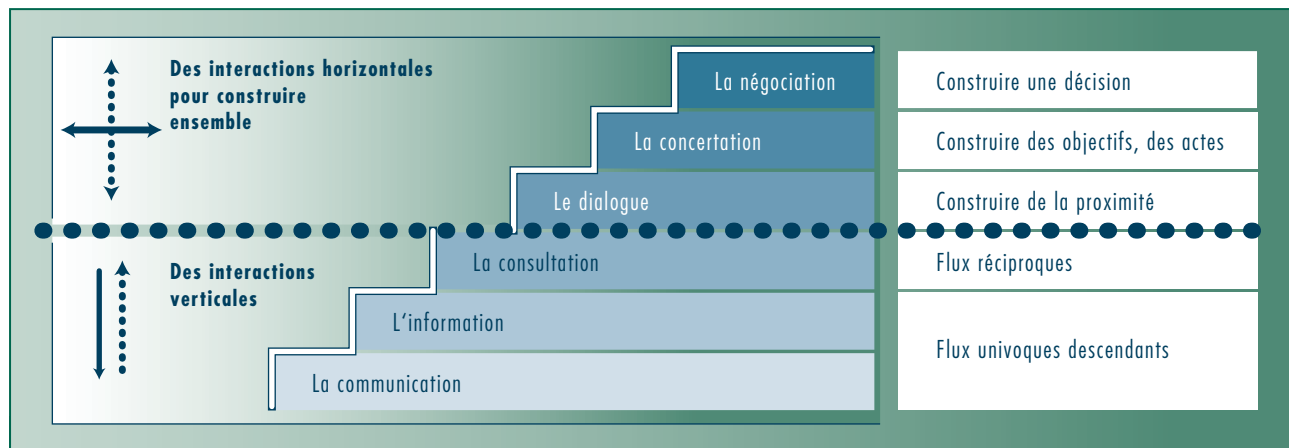 Des interactions horizontales
pour construire
ensemble
La négociation
Construire une décision
La concertation
Construire des objectifs, des actes
Le dialogue
Construire de la proximité
Des interactions
verticales
La consultation
Flux réciproques
L'information
Flux univoques descendants
La communication